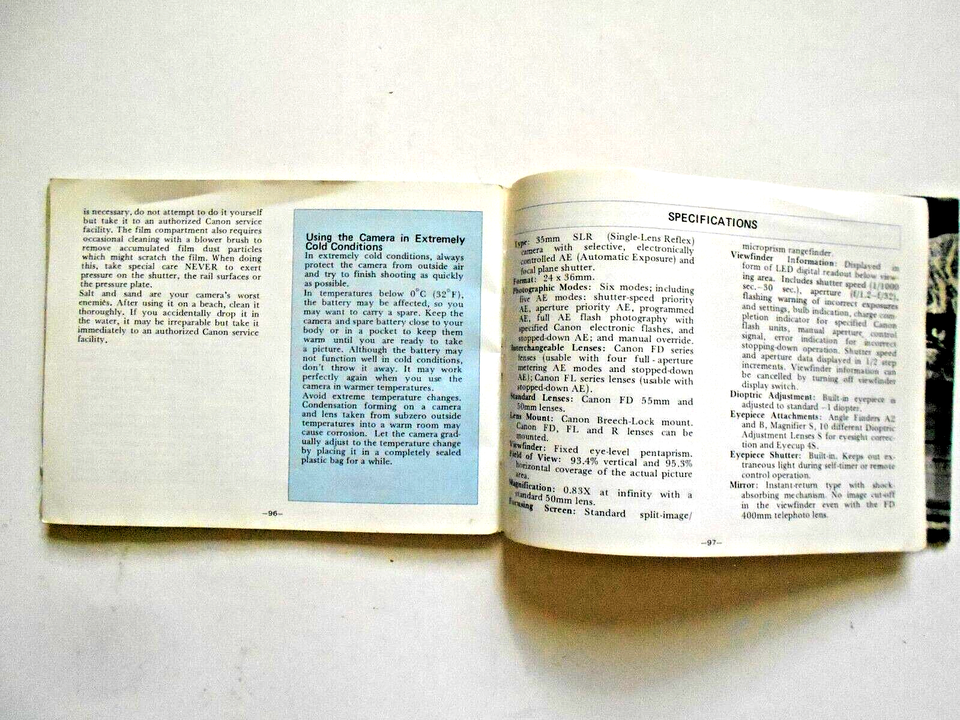 is necessary, do not attempt to do it yourself
but take it to an authorized Canon service
facility. The film compartment also requires
occasional cleaning with a blower brush to
remove accumulated film dust particles
which might scratch the film. When doing
this, take special care NEVER to exert
pressure on the shutter, the rail surfaces or
the pressure plate.
Salt and sand are your camera's worst
enemies. After using it on a beach, clean it
thoroughly. If you accidentally drop it in
the water, it may be irreparable but take it
immediately to an authorized Canon service
facility.
Using the Camera in Extremely
Cold Conditions
In extremely cold conditions, always
protect the camera from outside air
and try to finish shooting as quickly
as possible.
In temperatures below 0°C (32°F),
the battery may be affected, so you
may want to carry a spare. Keep the
camera and spare battery close to your
body or in a pocket to keep them
warm until you are ready to take
a picture. Although the battery may
not function well in cold conditions,
don't throw it away. It may work
perfectly again when you use the
camera in warmer temperatures.
Avoid extreme temperature changes.
Condensation forming on a camera
and lens taken from subzero outside
temperatures into a warm room may
cause corrosion. Let the camera grad-
ually adjust to the temperature change
by placing it in a completely sealed
plastic bag for a while.
—96—
SPECIFICATIONS
Type: 35mm SLR (Single-Lens Reflex)
camera with selective, electronically
controlled AE (Automatic Exposure) and
focal plane shutter.
Format: 24 x 36mm.
Photographic Modes: Six modes; including
five AE modes: shutter-speed priority
AE, aperture priority AE, programmed
AE, full AE flash photography with
specified Canon electronic flashes, and
stopped-down AE; and manual override.
Interchangeable Lenses: Canon FD series
lenses (usable with four full-aperture
metering AE modes and stopped-down
AE); Canon FL series lenses (usable with
stopped-down AE).
Standard Lenses: Canon FD 55mm and
50mm lenses.
Lens Mount: Canon Breech-Lock mount.
Canon FD, FL and R lenses can be
mounted.
Viewfinder: Fixed eye-level pentaprism.
Field of View: 93.4% vertical and 95.3%
horizontal coverage of the actual picture
area.
Magnification: 0.83X at infinity with a
standard 50mm lens.
Focusing Screen: Standard split-image/
microprism rangefinder.
Viewfinder Information: Displayed in
form of LED digital readout below view-
ing area. Includes shutter speed (1/1000
sec.-30 sec.), aperture (f/1.2-f/32),
flashing warning of incorrect exposures
and settings, bulb indication, charge com-
pletion indicator for specified Canon
flash units, manual aperture control
signal, error indication for incorrect
stopping-down operation. Shutter speed
and aperture data displayed in 1/2 step
increments. Viewfinder information can
be cancelled by turning off viewfinder
display switch.
Dioptric Adjustment: Built-in eyepiece is
adjusted to standard -1 diopter.
Eyepiece Attachments: Angle Finders A2
and B, Magnifier S, 10 different Dioptric
Adjustment Lenses S for eyesight correc-
tion and Eyecup 4S.
Eyepiece Shutter: Built-in. Keeps out ex-
traneous light during self-timer or remote
control operation.
Mirror: Instant-return type with shock-
absorbing mechanism. No image cut-off
in the viewfinder even with the FD
400mm telephoto lens.
—97—